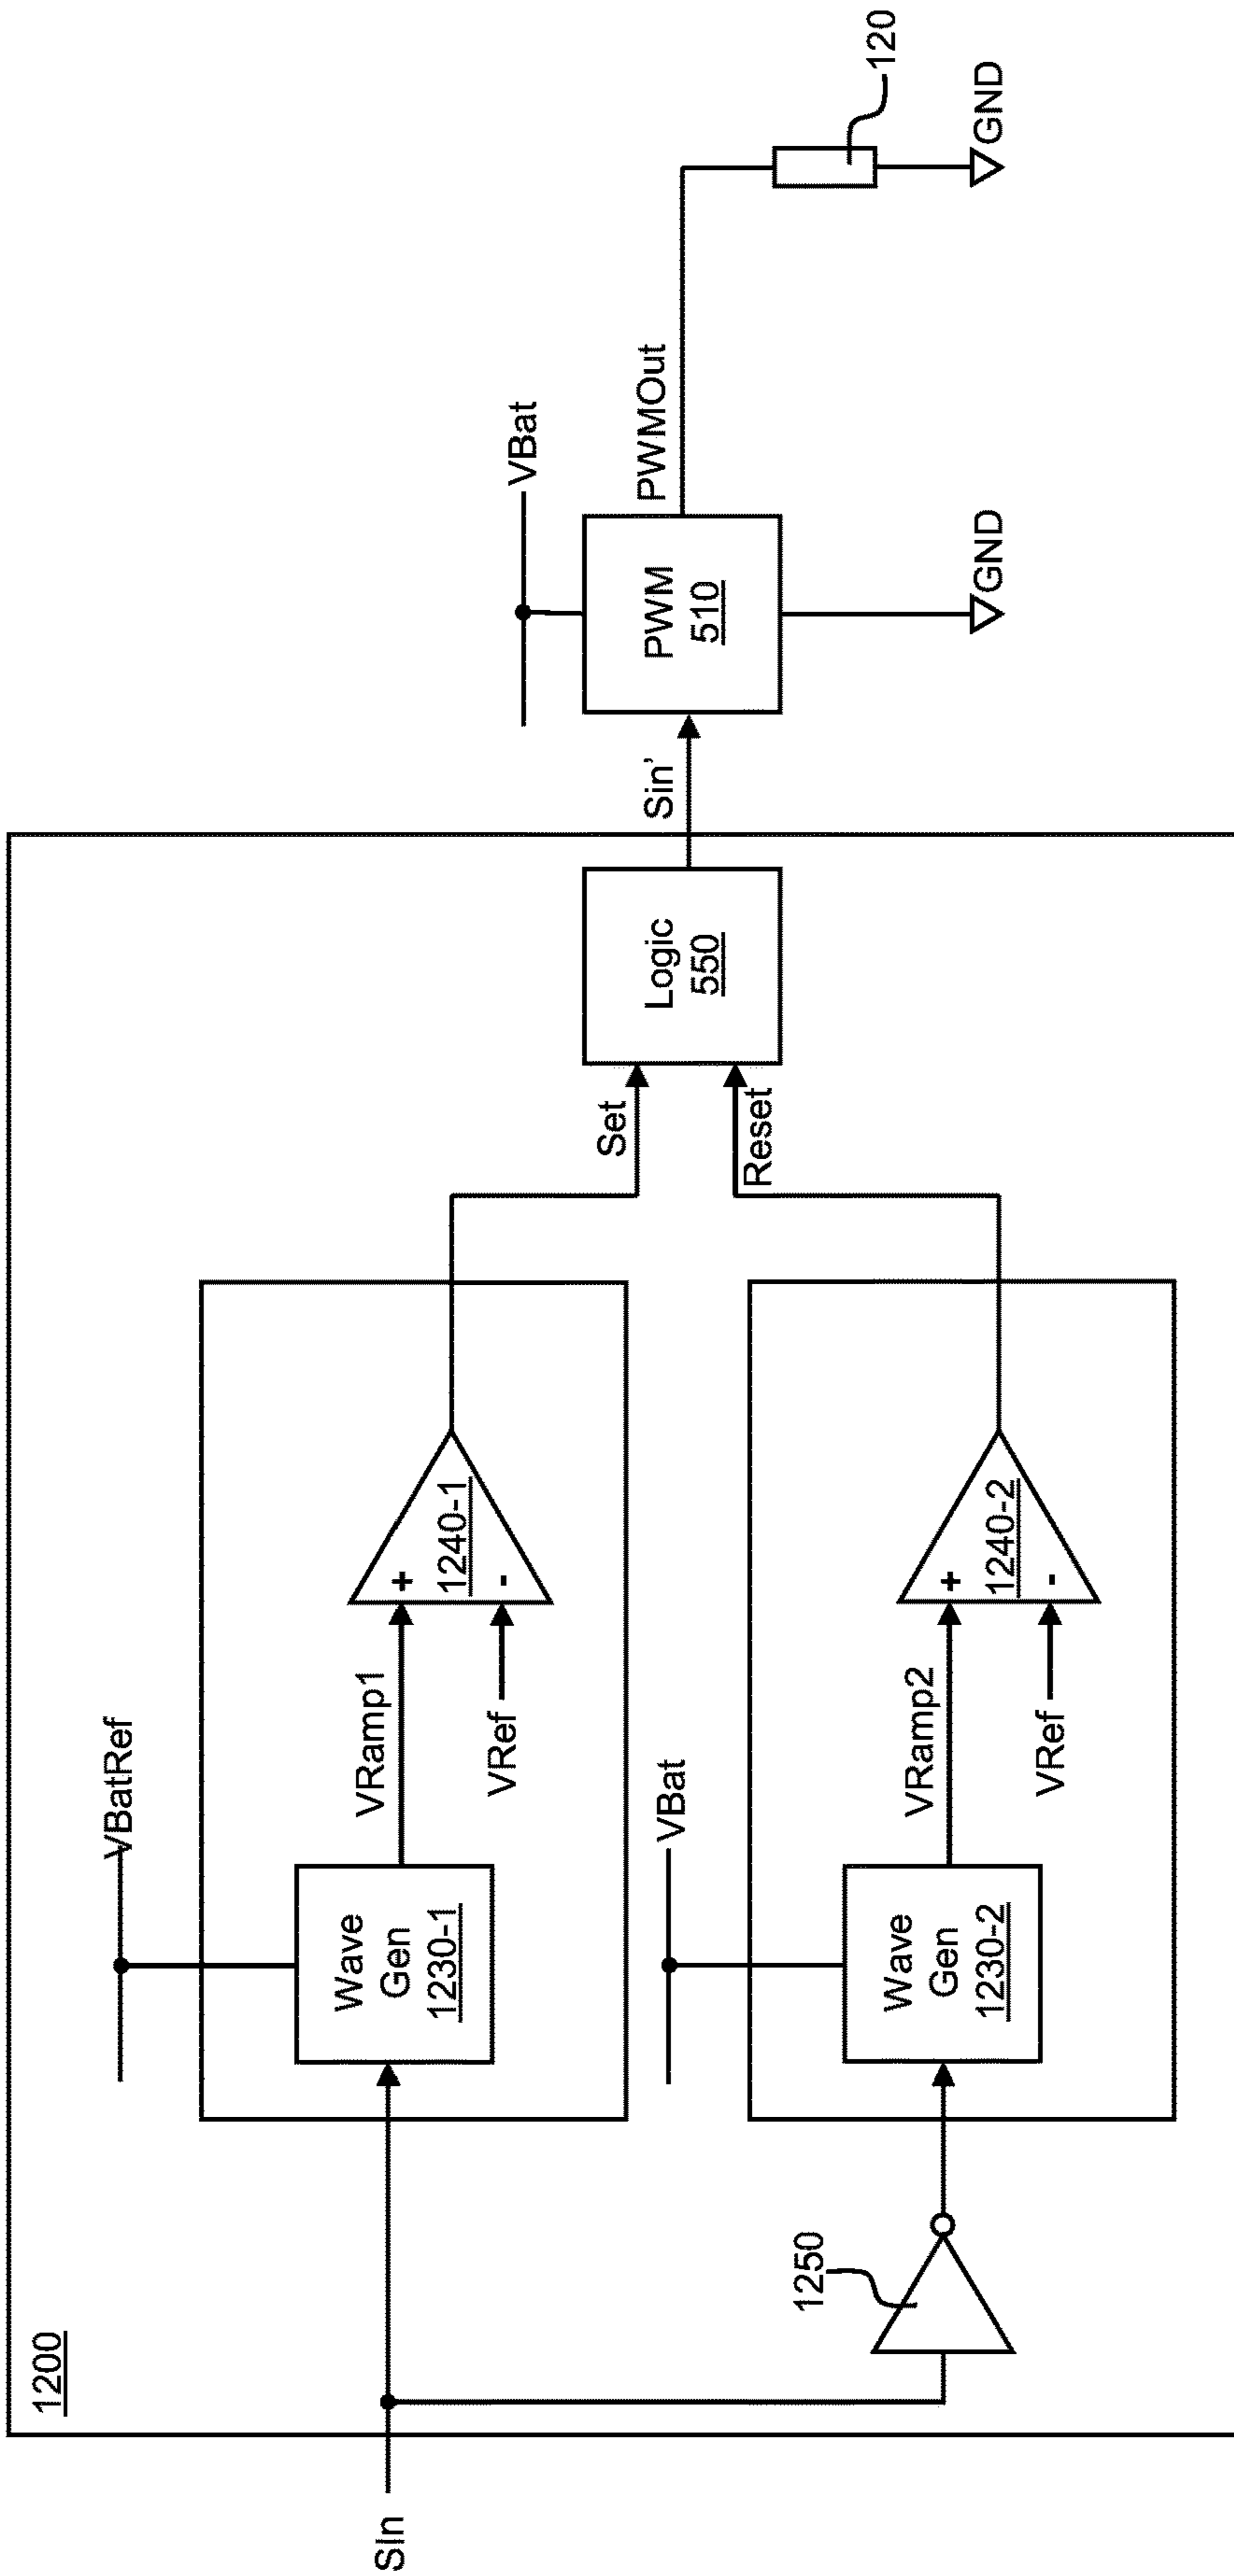 1200
SIn
1250
VBatRef
Wave
Gen
1230-1
VRamp1
VRef
+
1240-1
-
VBat
Wave
Gen
1230-2
VRamp2
VRef
+
1240-2
-
Set
Reset
Logic
550
Sin'
VBat
PWM
510
PWMOut
GND
120
GND